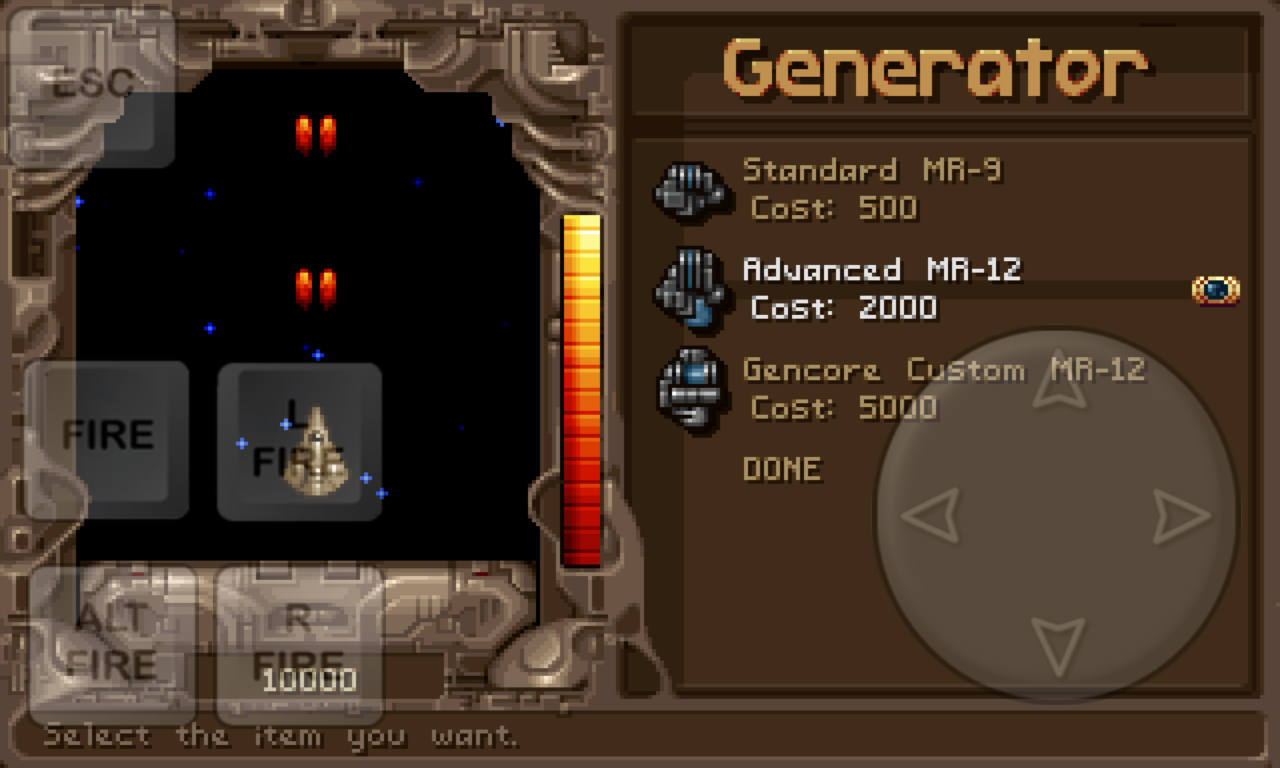 ESC
Generator
Standard MR-9
Cost: 500
Advanced MR-12
Cost: 2000
Gencore Custom MR-12
Cost: 5000
DONE
FIRE
L
FIRE
ALT
FIRE
R
FIRE
10000
Select the item you want.